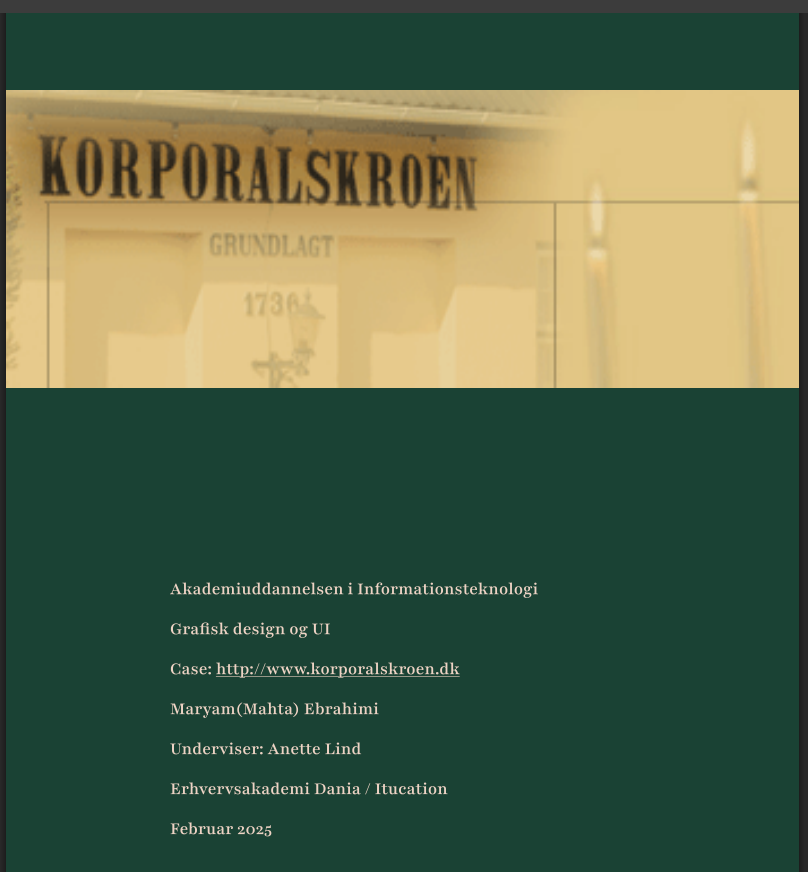 KORPORALSKROEN
GRUNDLAGT
1730
Akademiuddannelsen i Informationsteknologi
Grafisk design og UI
Case: http://www.korporalskroen.dk
Maryam(Mahta) Ebrahimi
Underviser: Anette Lind
Erhvervsakademi Dania / Itucation
Februar 2025